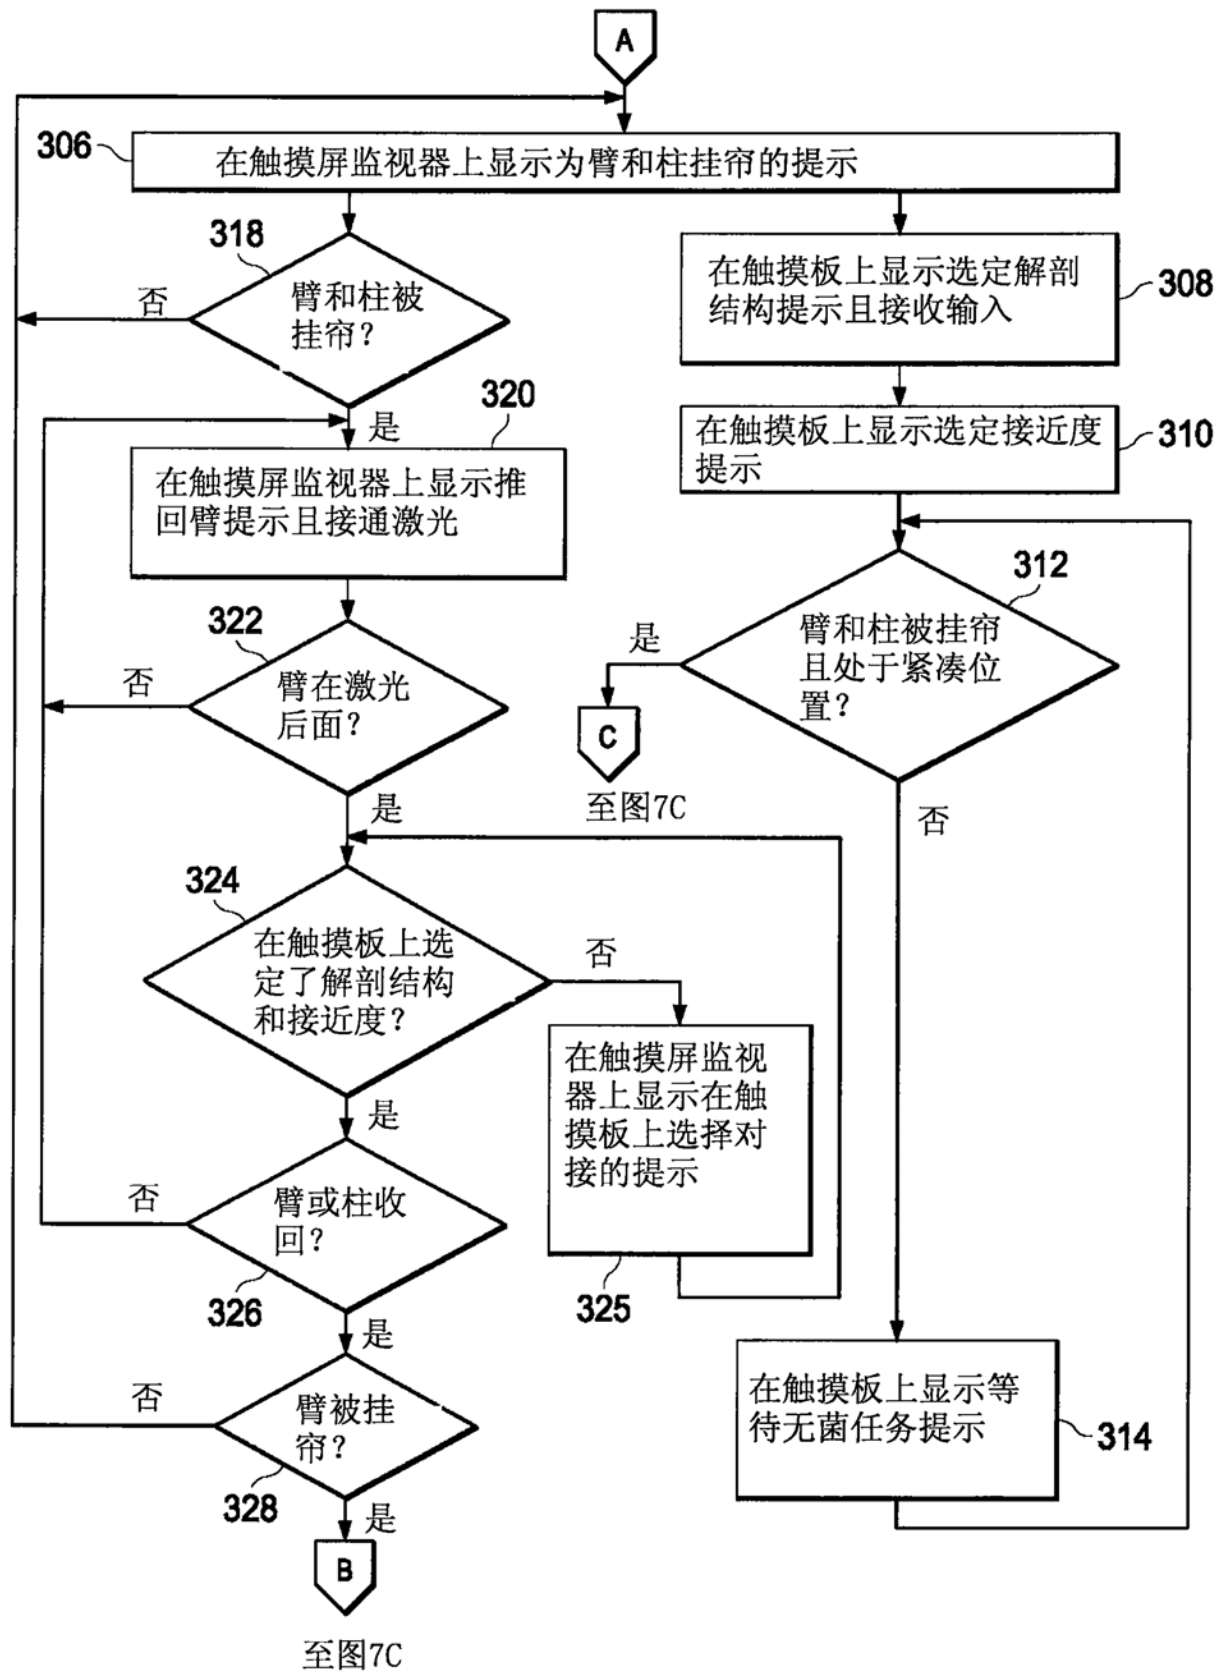 A
306
在触摸屏监视器上显示为臂和柱挂帘的提示
318
臂和柱被
挂帘？
否
是
在触摸板上显示选定解剖
结构提示且接收输入
308
320
在触摸屏监视器上显示推
回臂提示且接通激光
在触摸板上显示选定接近度
提示
310
322
臂在激光
后面？
否
是
312
臂和柱被挂帘
且处于紧凑位
置？
是
否
C
至图7C
324
在触摸板上选
定了解剖结构
和接近度？
否
是
在触摸屏监视
器上显示在触
摸板上选择对
接的提示
325
臂或柱收
回？
否
326
是
臂被挂
帘？
否
328
是
在触摸板上显示等
待无菌任务提示
314
B
至图7C